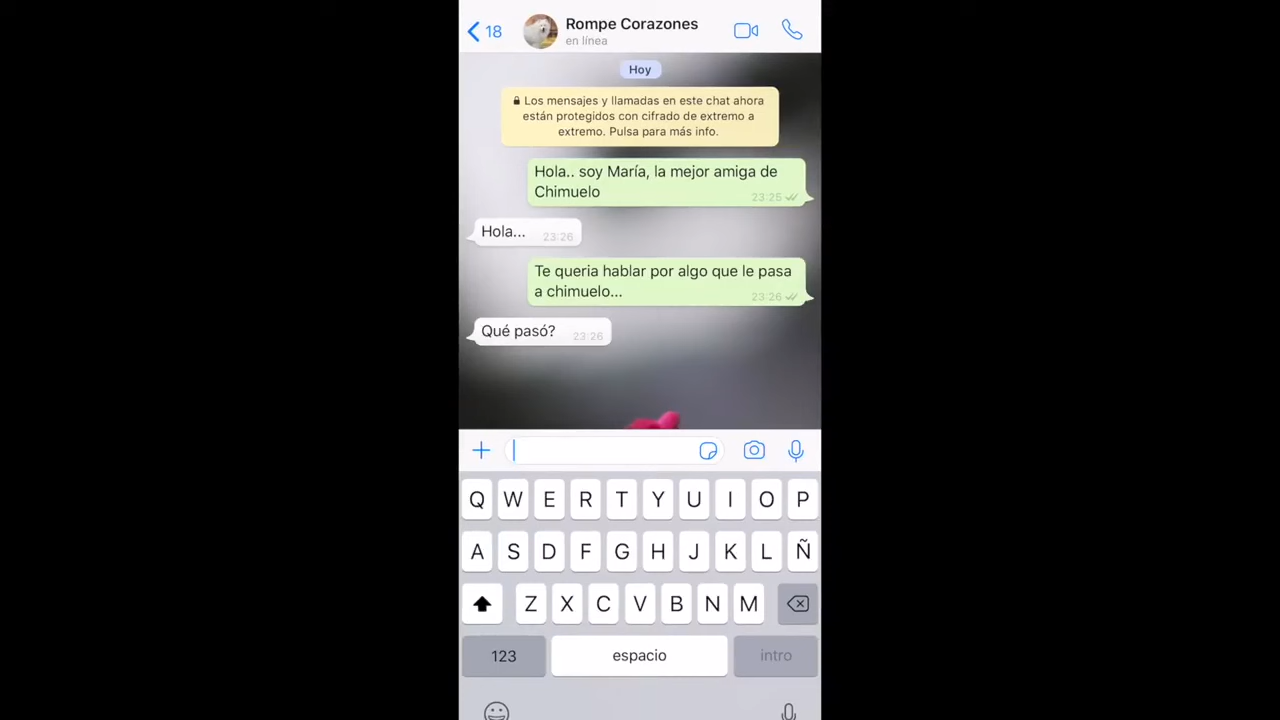 18
Rompe Corazones
en línea
Hoy
Los mensajes y llamadas en este chat ahora
están protegidos con cifrado de extremo a
extremo. Pulsa para más info.
Hola.. soy María, la mejor amiga de
Chimuelo
23:25
Hola...
23:26
Te queria hablar por algo que le pasa
a chimuelo...
23:26
Qué pasó?
23:26
Q W E R T Y U I O P
A S D F G H J K L Ñ
Z X C V B N M
123 espacio intro